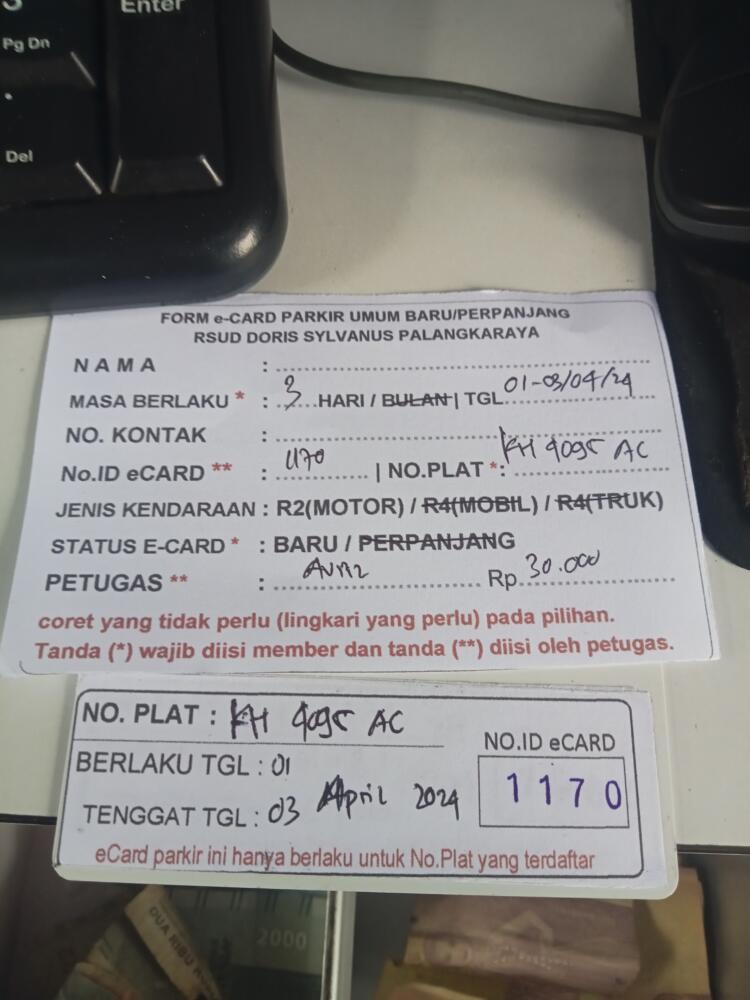 Enter
Pg Dn
Del
FORM e-CARD PARKIR UMUM BARU/PERPANJANG
RSUD DORIS SYLVANUS PALANGKARAYA
NAMA :
MASA BERLAKU * : 3 HARI / BULAN | TGL 01-03/04/24
NO. KONTAK :
No.ID eCARD ** : 1170 | NO.PLAT *: KH 4095 AC
JENIS KENDARAAN : R2(MOTOR) / R4(MOBIL) / R4(TRUK)
STATUS E-CARD * : BARU / PERPANJANG
PETUGAS ** : Rp. 30.000
coret yang tidak perlu (lingkari yang perlu) pada pilihan.
Tanda (*) wajib diisi member dan tanda (**) diisi oleh petugas.
NO. PLAT : KH 4095 AC
NO.ID eCARD
1170
BERLAKU TGL : 01
TENGGAT TGL : 03 April 2024
eCard parkir ini hanya berlaku untuk No.Plat yang terdaftar
DUA RIBU
2000